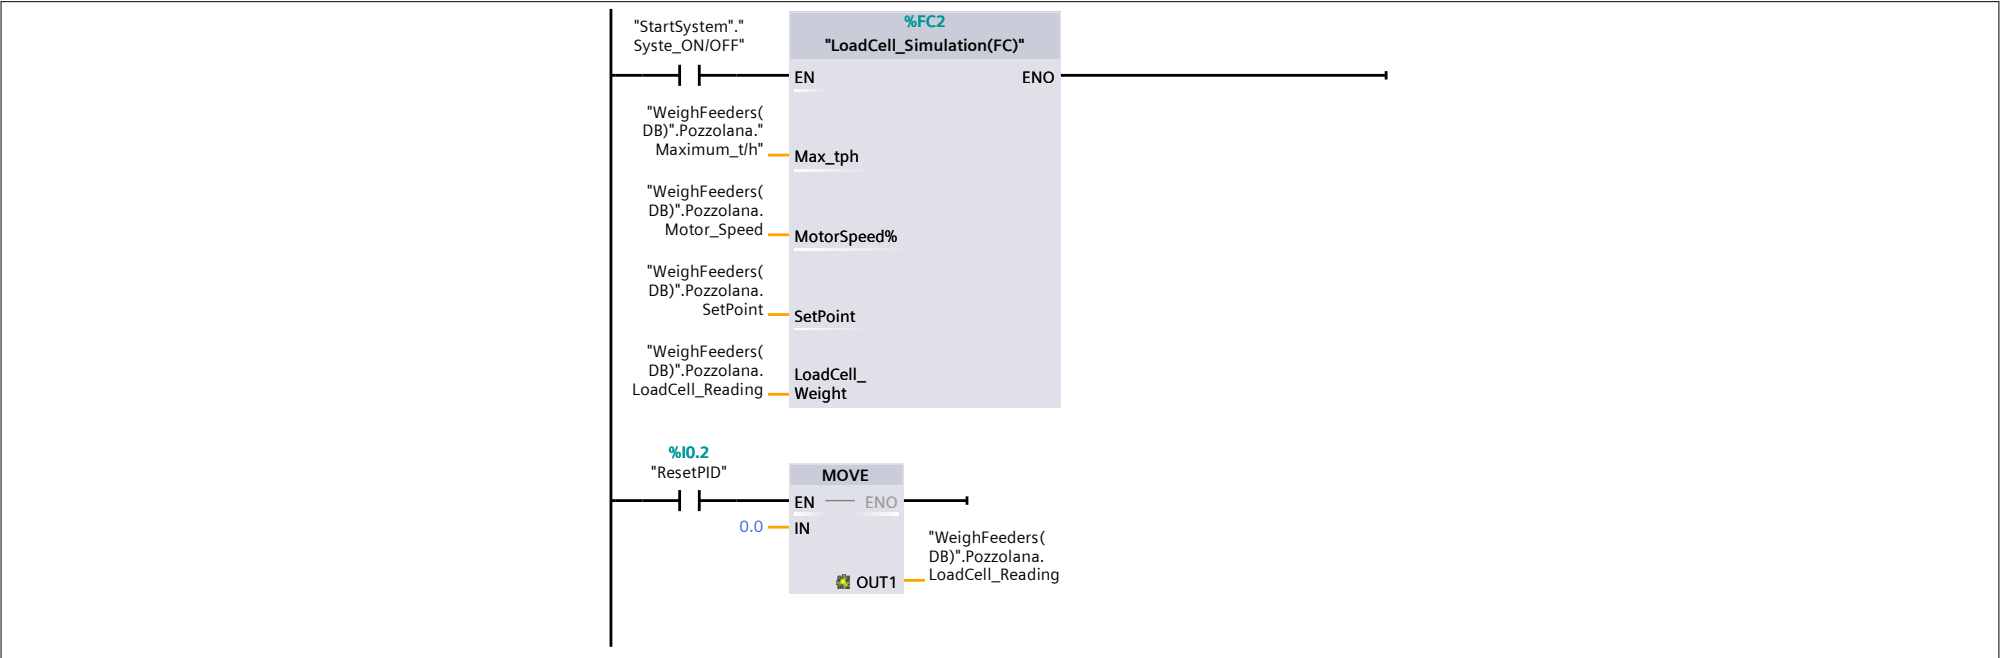 "StartSystem"."
Syste_ON/OFF"
%FC2
"LoadCell_Simulation(FC)"
EN
ENO
"WeighFeeders(
DB)".Pozzolana."
Maximum_t/h"
Max_tph
"WeighFeeders(
DB)".Pozzolana.
Motor_Speed
MotorSpeed%
"WeighFeeders(
DB)".Pozzolana.
SetPoint
SetPoint
"WeighFeeders(
DB)".Pozzolana.
LoadCell_Reading
LoadCell_
Weight
%I0.2
"ResetPID"
MOVE
EN
ENO
0.0
IN
OUT1
"WeighFeeders(
DB)".Pozzolana.
LoadCell_Reading